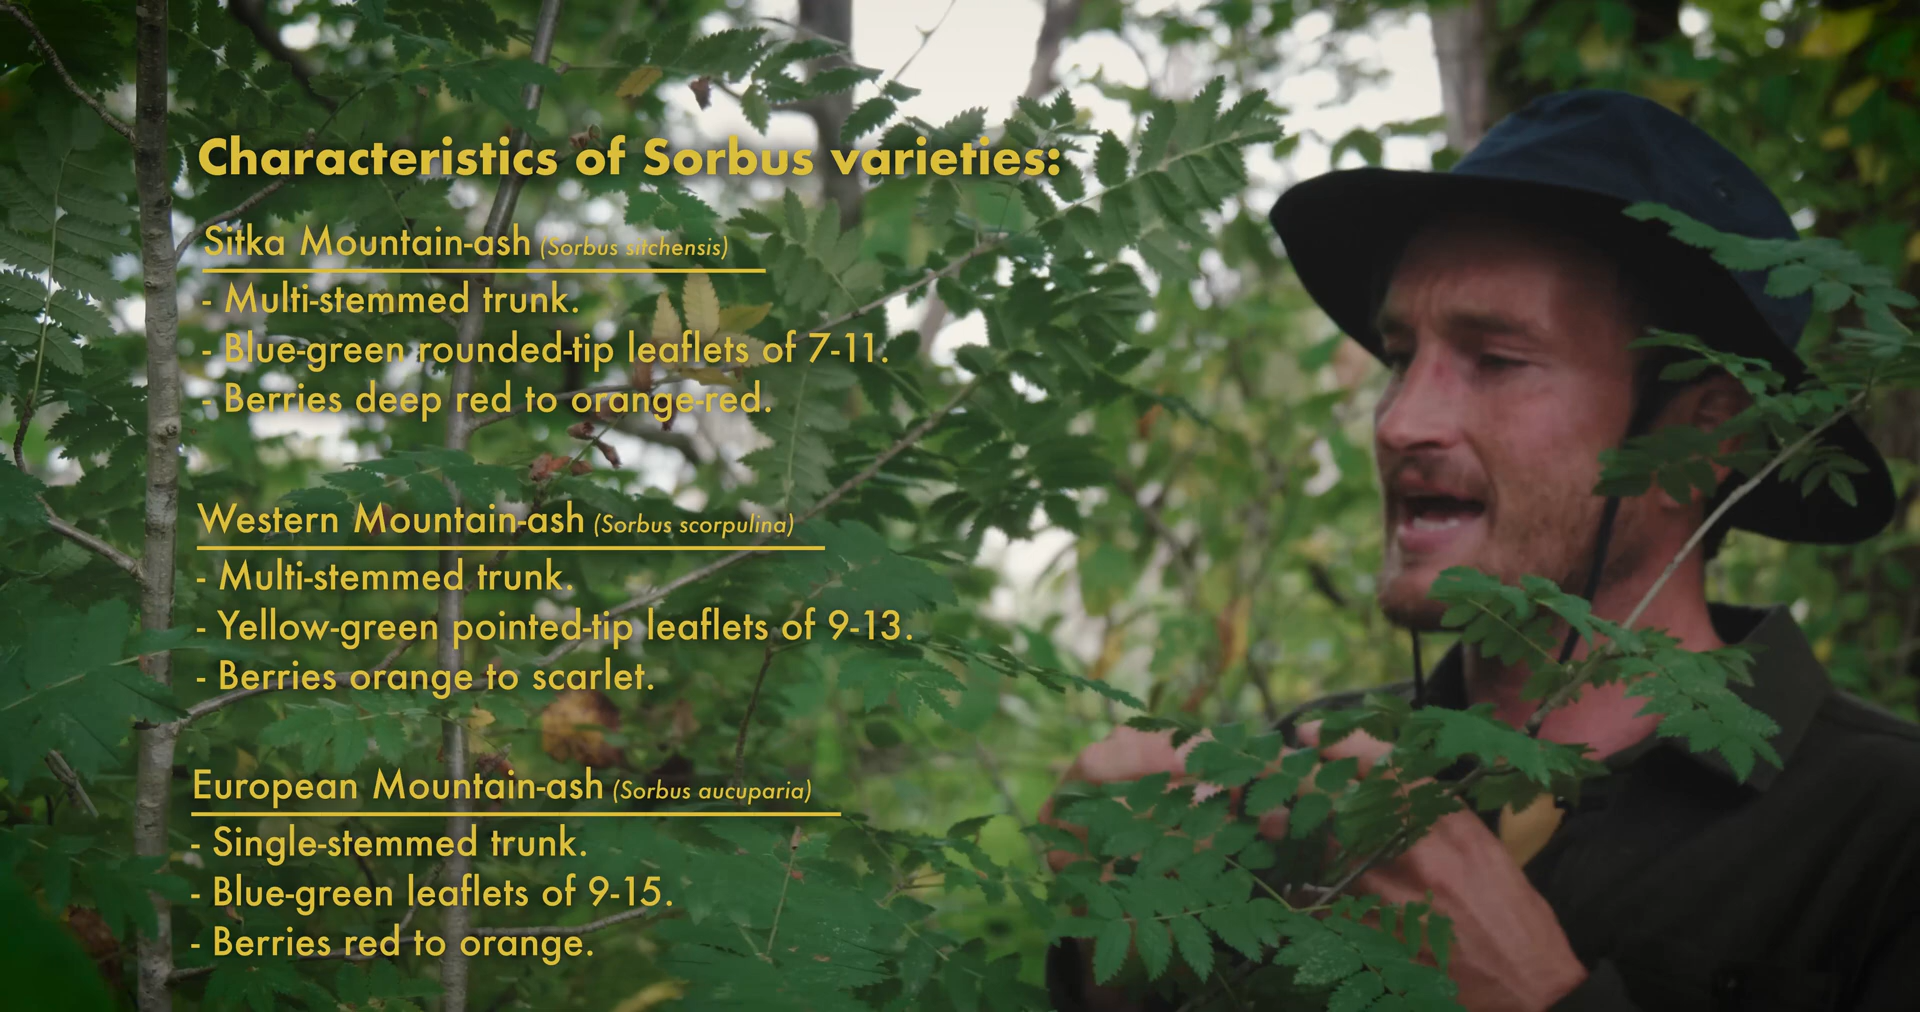 Characteristics of Sorbus varieties:
Sitka Mountain-ash (Sorbus sitchensis)
- Multi-stemmed trunk.
- Blue-green rounded-tip leaflets of 7-11.
- Berries deep red to orange-red.
Western Mountain-ash (Sorbus scorpulina)
- Multi-stemmed trunk.
- Yellow-green pointed-tip leaflets of 9-13.
- Berries orange to scarlet.
European Mountain-ash (Sorbus aucuparia)
- Single-stemmed trunk.
- Blue-green leaflets of 9-15.
- Berries red to orange.